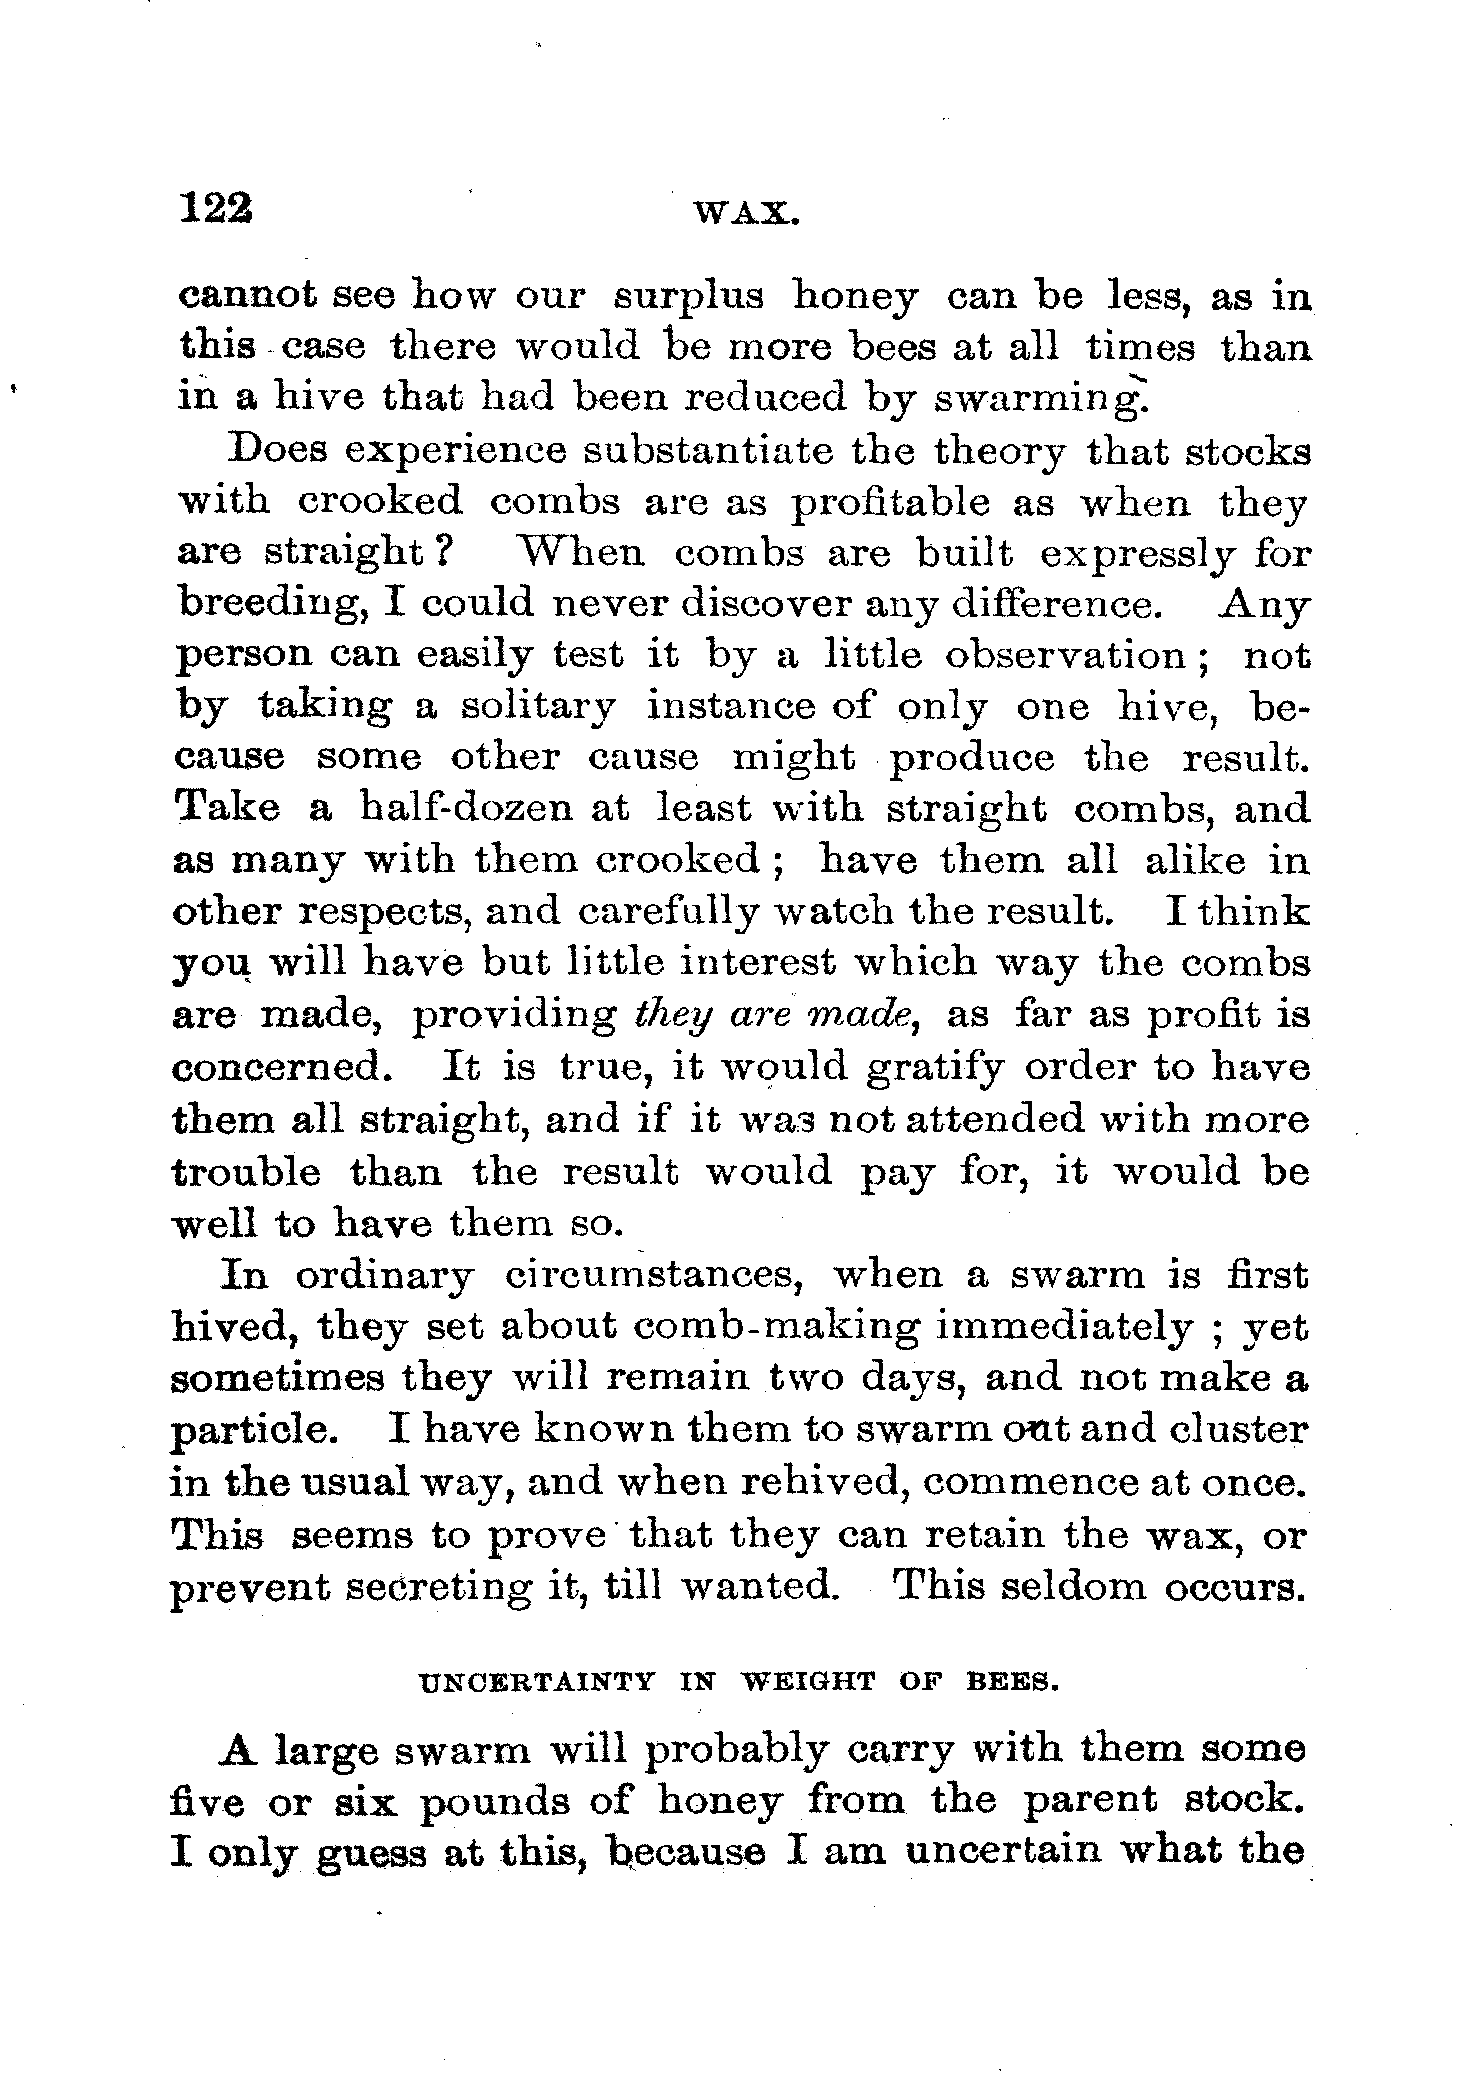 122 WAX.
cannot see how our surplus honey can be less, as in
this case there would be more bees at all times than
in a hive that had been reduced by swarming.
Does experience substantiate the theory that stocks
with crooked combs are as profitable as when they
are straight ? When combs are built expressly for
breeding, I could never discover any difference. Any
person can easily test it by a little observation ; not
by taking a solitary instance of only one hive, be-
cause some other cause might produce the result.
Take a half-dozen at least with straight combs, and
as many with them crooked ; have them all alike in
other respects, and carefully watch the result. I think
you will have but little interest which way the combs
are made, providing they are made, as far as profit is
concerned. It is true, it would gratify order to have
them all straight, and if it was not attended with more
trouble than the result would pay for, it would be
well to have them so.
In ordinary circumstances, when a swarm is first
hived, they set about comb-making immediately ; yet
sometimes they will remain two days, and not make a
particle. I have known them to swarm out and cluster
in the usual way, and when rehived, commence at once.
This seems to prove that they can retain the wax, or
prevent secreting it, till wanted. This seldom occurs.
UNCERTAINTY IN WEIGHT OF BEES.
A large swarm will probably carry with them some
five or six pounds of honey from the parent stock.
I only guess at this, because I am uncertain what the